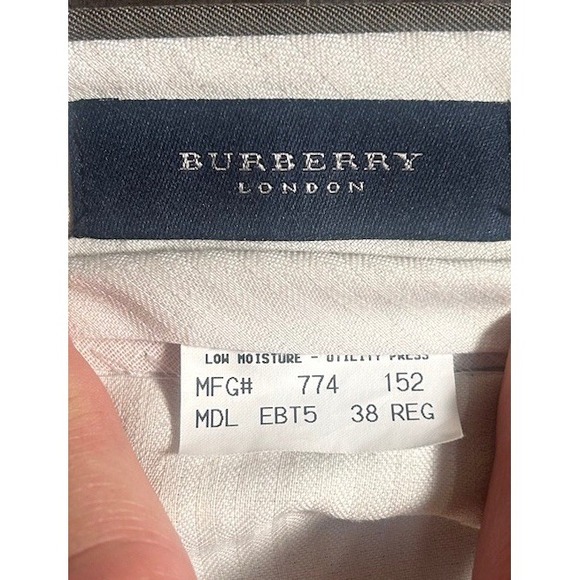 BURBERRY
LONDON
LOW MOISTURE - UTILITY PRESS
MFG# 774 152
MDL EBT5 38 REG